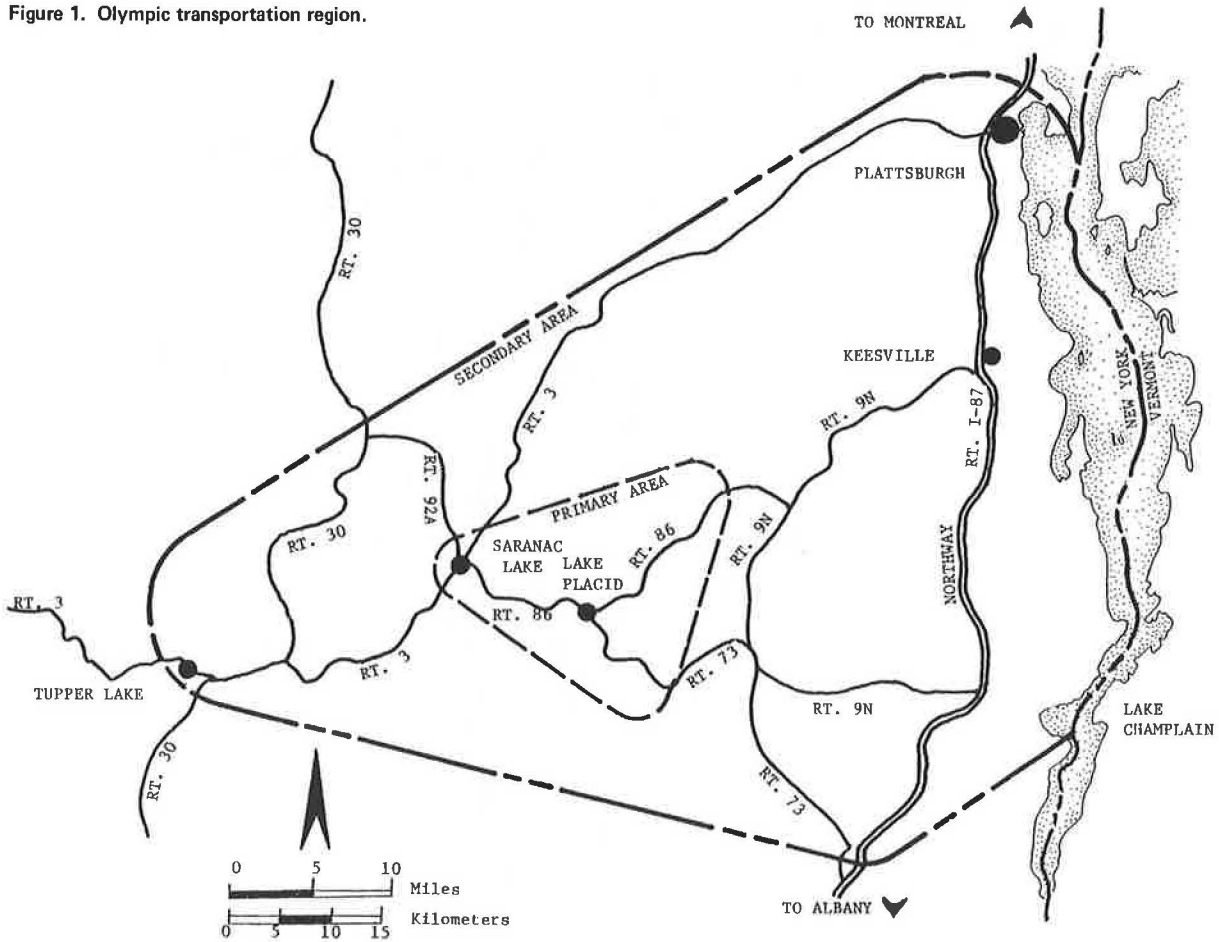 Figure 1. Olympic transportation region.
TO MONTREAL
PLATTSBURGH
RT. 30
SECONDARY AREA
KEESVILLE
NEW YORK
VERMONT
RT. 3
RT. 9N
RT. I-87
RT. 92A
PRIMARY AREA
RT. 30
RT. 86
RT. 9N
SARANAC
LAKE
LAKE
PLACID
NORTHWAY
RT. 3
RT. 86
RT. 3
RT. 73
TUPPER LAKE
RT. 9N
LAKE
CHAMPLAIN
RT. 30
RT. 73
0 5 10
Miles
Kilometers
0 5 10 15
TO ALBANY